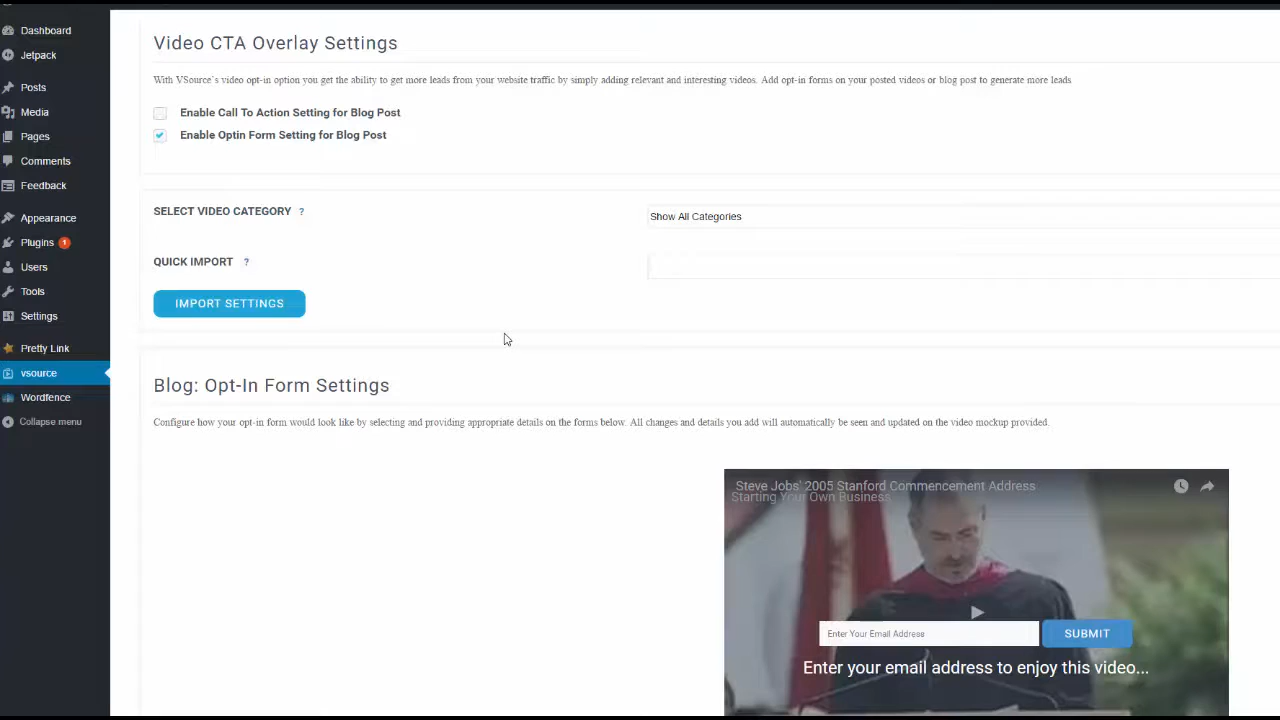 Dashboard
Jetpack
Posts
Media
Pages
Comments
Feedback
Appearance
Plugins 1
Users
Tools
Settings
Pretty Link
vsource
Wordfence
Collapse menu
Video CTA Overlay Settings
With VSource's video opt-in option you get the ability to get more leads from your website traffic by simply adding relevant and interesting videos. Add opt-in forms on your posted videos or blog post to generate more leads
Enable Call To Action Setting for Blog Post
Enable Optin Form Setting for Blog Post
SELECT VIDEO CATEGORY ?
Show All Categories
QUICK IMPORT ?
IMPORT SETTINGS
Blog: Opt-In Form Settings
Configure how your opt-in form would look like by selecting and providing appropriate details on the forms below. All changes and details you add will automatically be seen and updated on the video mockup provided.
Steve Jobs' 2005 Stanford Commencement Address
Starting Your Own Business
Enter Your Email Address
SUBMIT
Enter your email address to enjoy this video...